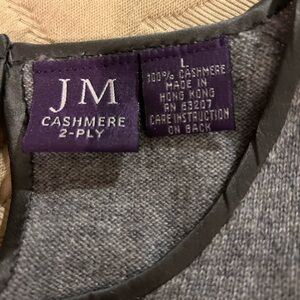 JM
CASHMERE
2-PLY
L
100% CASHMERE
MADE IN
HONG KONG
RN 63207
CARE INSTRUCTION
ON BACK